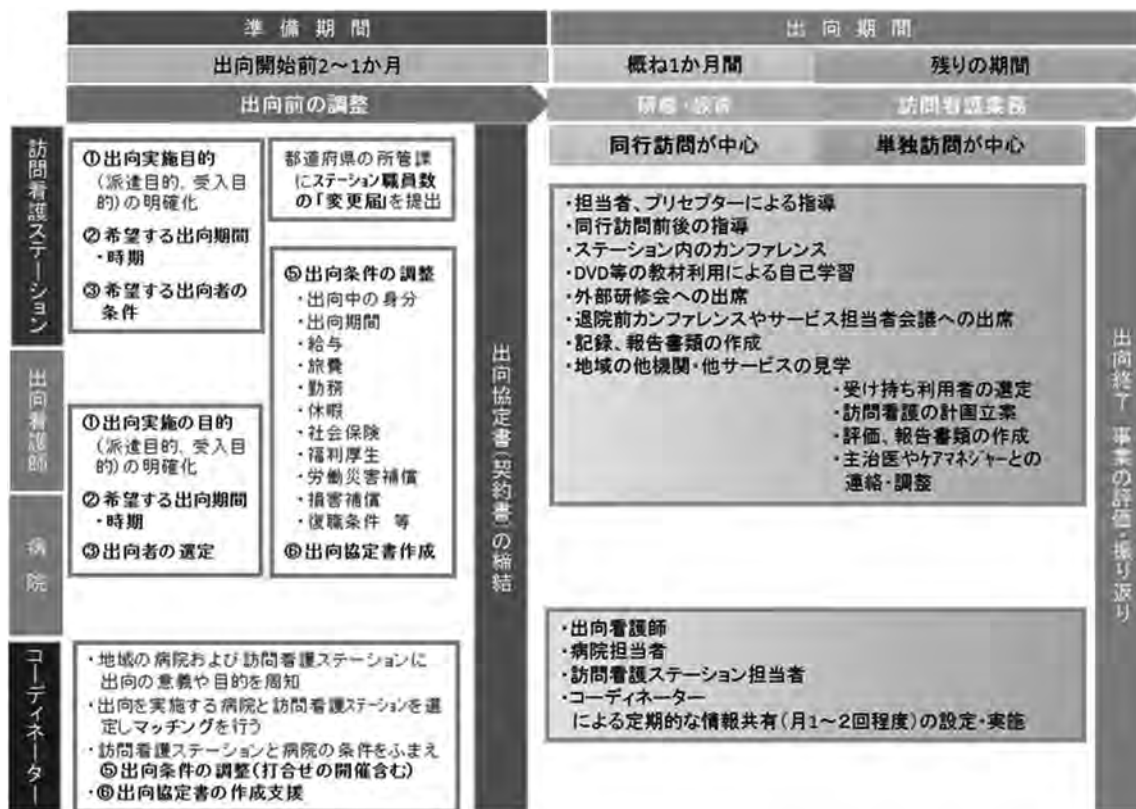 準備期間
出向期間
出向開始前2～1か月
概ね1か月間
残りの期間
出向前の調整
研修・教育
訪問看護業務
同行訪問が中心
単独訪問が中心
訪問看護ステーション
出向看護師
病院
コーディネーター
①出向実施目的
(派遣目的、受入目
的)の明確化
②希望する出向期間
・時期
③希望する出向者の
条件
都道府県の所管課
にステーション職員数
の「変更届」を提出
①出向実施の目的
(派遣目的、受入目
的)の明確化
②希望する出向期間
・時期
③出向者の選定
⑤出向条件の調整
・出向中の身分
・出向期間
・給与
・旅費
・勤務
・休暇
・社会保険
・福利厚生
・労働災害補償
・損害補償
・復職条件 等
⑥出向協定書作成
・地域の病院および訪問看護ステーションに
出向の意義や目的を周知
・出向を実施する病院と訪問看護ステーションを選
定しマッチングを行う
・訪問看護ステーションと病院の条件をふまえ
⑤出向条件の調整(打合せの開催含む)
・⑥出向協定書の作成支援
出向協定書(契約書)の締結
・担当者、プリセプターによる指導
・同行訪問前後の指導
・ステーション内のカンファレンス
・DVD等の教材利用による自己学習
・外部研修会への出席
・退院前カンファレンスやサービス担当者会議への出席
・記録、報告書類の作成
・地域の他機関・他サービスの見学
・受け持ち利用者の選定
・訪問看護の計画立案
・評価、報告書類の作成
・主治医やケアマネジャーとの
連絡・調整
・出向看護師
・病院担当者
・訪問看護ステーション担当者
・コーディネーター
による定期的な情報共有(月1～2回程度)の設定・実施
出向終了 事業の評価・振り返り